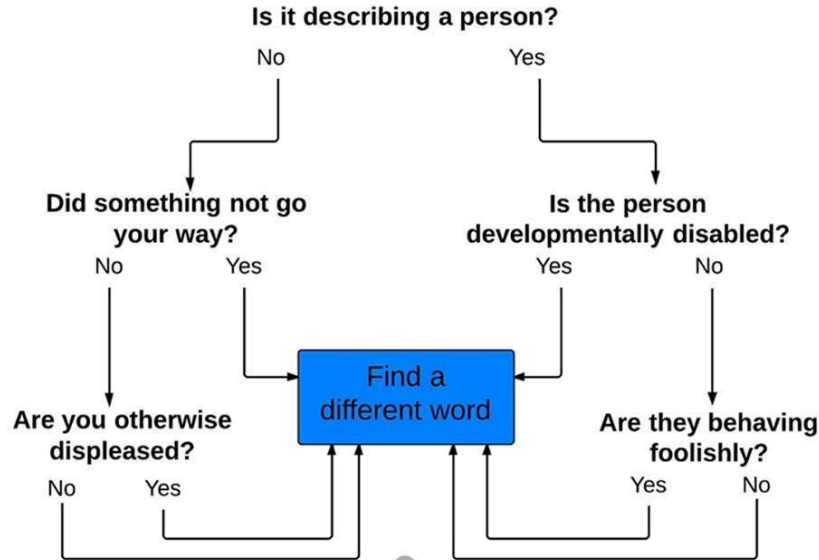 Is it describing a person?
No
Yes
Did something not go
your way?
Is the person
developmentally disabled?
No
Yes
Yes
No
Find a
different word
Are you otherwise
displeased?
Are they behaving
foolishly?
No
Yes
Yes
No